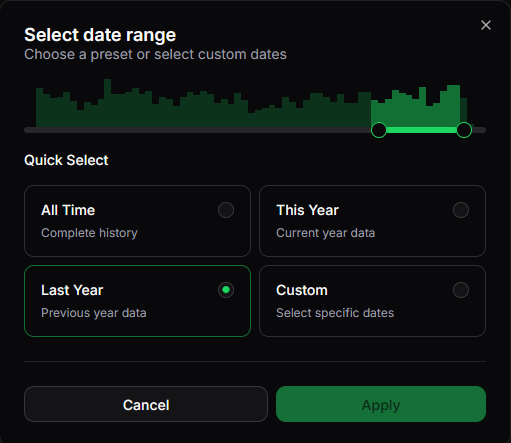 Select date range
Choose a preset or select custom dates
Quick Select
All Time
Complete history
This Year
Current year data
Last Year
Previous year data
Custom
Select specific dates
Cancel
Apply